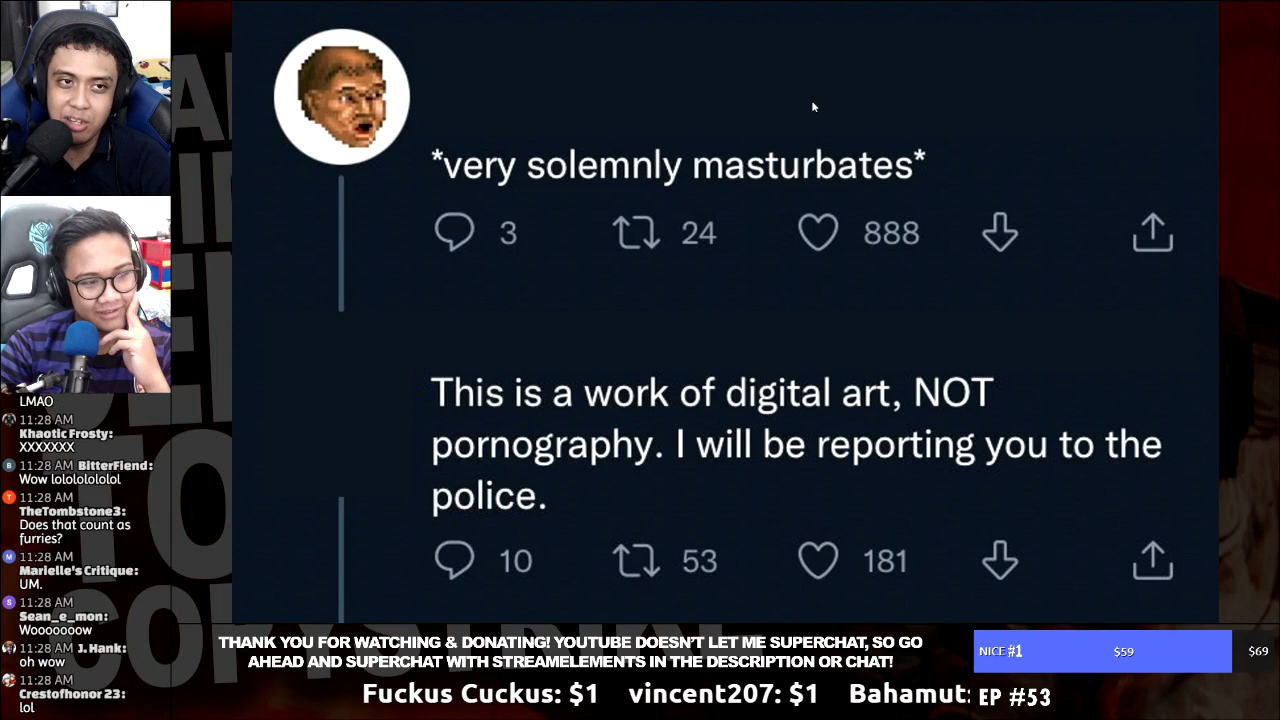 *very solemnly masturbates*
3
24
888
This is a work of digital art, NOT
pornography. I will be reporting you to the
police.
10
53
181
LMAO
11:28 AM
Khaotic Frosty:
XXXXXXX
B 11:28 AM BitterFiend:
Wow lolololololol
T 11:28 AM
TheTombstone3:
Does that count as
furries?
M 11:28 AM
Marielle's Critique:
UM.
S 11:28 AM
Sean_e_mon:
Wooooooow
11:28 AM J. Hank:
oh wow
11:28 AM
Crestofhonor 23:
lol
THANK YOU FOR WATCHING & DONATING! YOUTUBE DOESN'T LET ME SUPERCHAT, SO GO
AHEAD AND SUPERCHAT WITH STREAMELEMENTS IN THE DESCRIPTION OR CHAT!
NICE #1 $59 $69
Fuckus Cuckus: $1 vincent207: $1 Bahamut:
EP #53